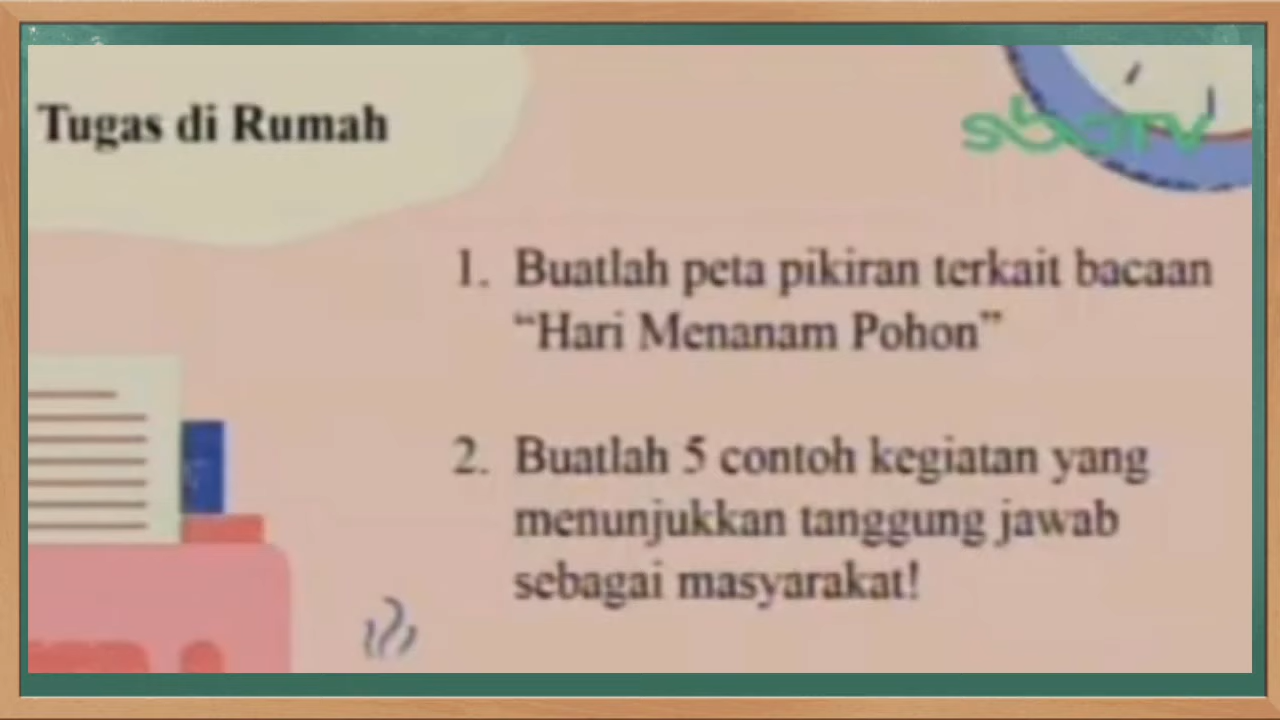 Tugas di Rumah
sboTV
1. Buatlah peta pikiran terkait bacaan
“Hari Menanam Pohon”
2. Buatlah 5 contoh kegiatan yang
menunjukkan tanggung jawab
sebagai masyarakat!